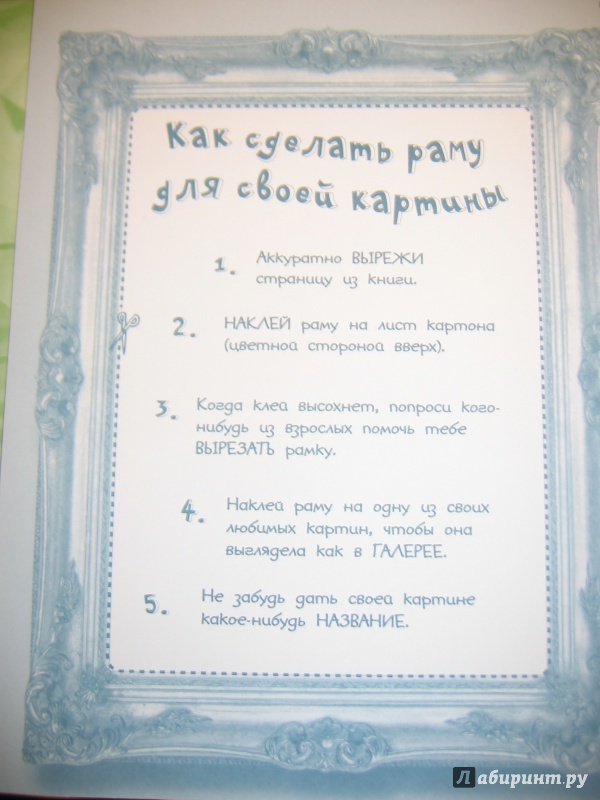 Как сделать раму
для своей картины
1. Аккуратно ВЫРЕЖИ
страницу из книги.
2. НАКЛЕЙ раму на лист картона
(цветной стороной вверх).
3. Когда клей высохнет, попроси кого-
нибудь из взрослых помочь тебе
ВЫРЕЗАТЬ рамку.
4. Наклей раму на одну из своих
любимых картин, чтобы она
выглядела как в ГАЛЕРЕЕ.
5. Не забудь дать своей картине
какое-нибудь НАЗВАНИЕ.
Лабиринт.ру